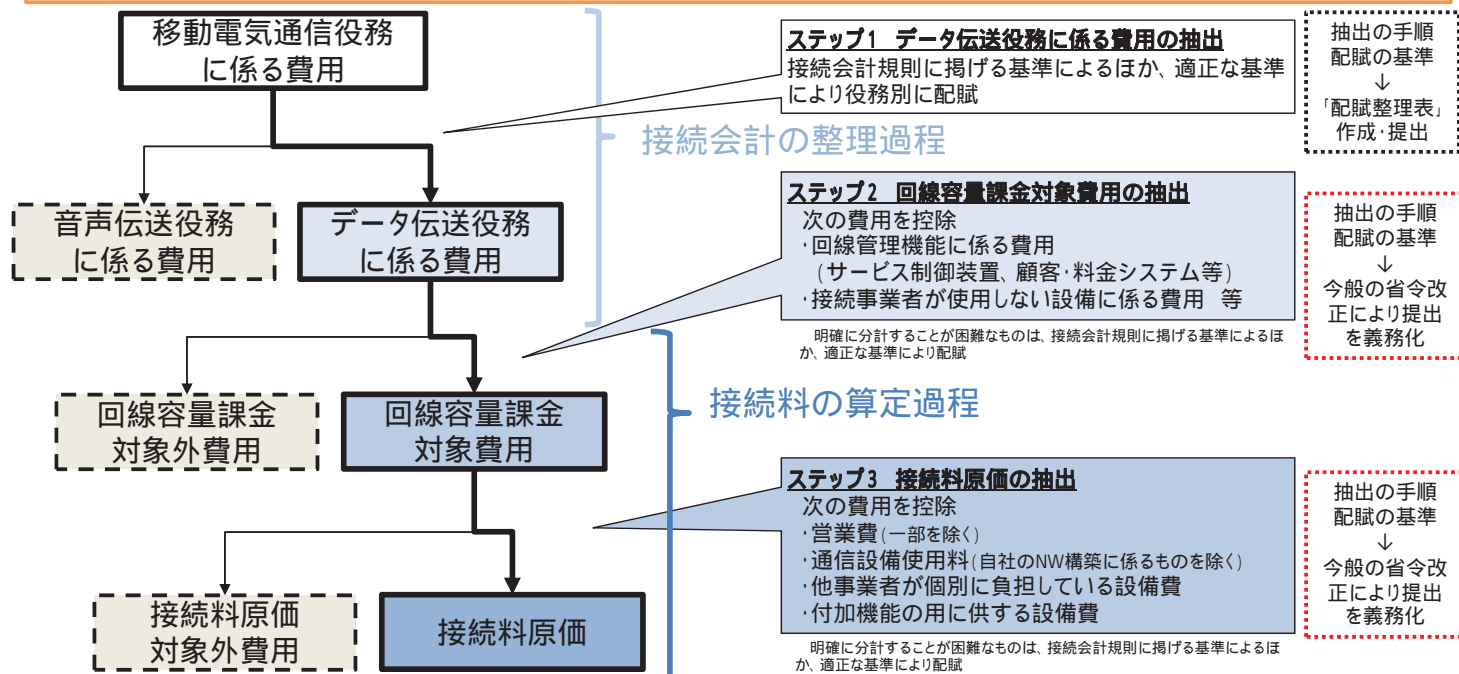 移動電気通信役務
に係る費用
ステップ1 データ伝送役務に係る費用の抽出
接続会計規則に掲げる基準によるほか、適正な基準
により役務別に配賦
抽出の手順
配賦の基準
↓
「配賦整理表」
作成・提出
接続会計の整理過程
音声伝送役務
に係る費用
データ伝送役務
に係る費用
ステップ2 回線容量課金対象費用の抽出
次の費用を控除
・回線管理機能に係る費用
(サービス制御装置、顧客・料金システム等)
・接続事業者が使用しない設備に係る費用 等
明確に分計することが困難なものは、接続会計規則に掲げる基準によるほ
か、適正な基準により配賦
抽出の手順
配賦の基準
↓
今般の省令改
正により提出
を義務化
接続料の算定過程
回線容量課金
対象外費用
回線容量課金
対象費用
ステップ3 接続料原価の抽出
次の費用を控除
・営業費(一部を除く)
・通信設備使用料(自社のNW構築に係るものを除く)
・他事業者が個別に負担している設備費
・付加機能の用に供する設備費
明確に分計することが困難なものは、接続会計規則に掲げる基準によるほ
か、適正な基準により配賦
抽出の手順
配賦の基準
↓
今般の省令改
正により提出
を義務化
接続料原価
対象外費用
接続料原価